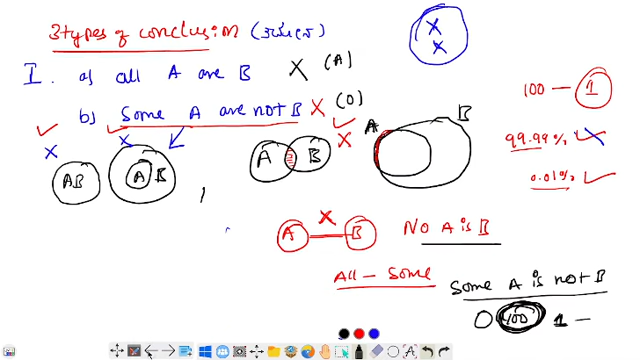 3 types of conclusion
I. a) all A are B X (A)
b) Some A are not B X (O)
X X
A B
AB A B , A B
100 — 1
99.99%
0.01%
A X B No A is B
All - Some
Some A is not B
0 100 1 -